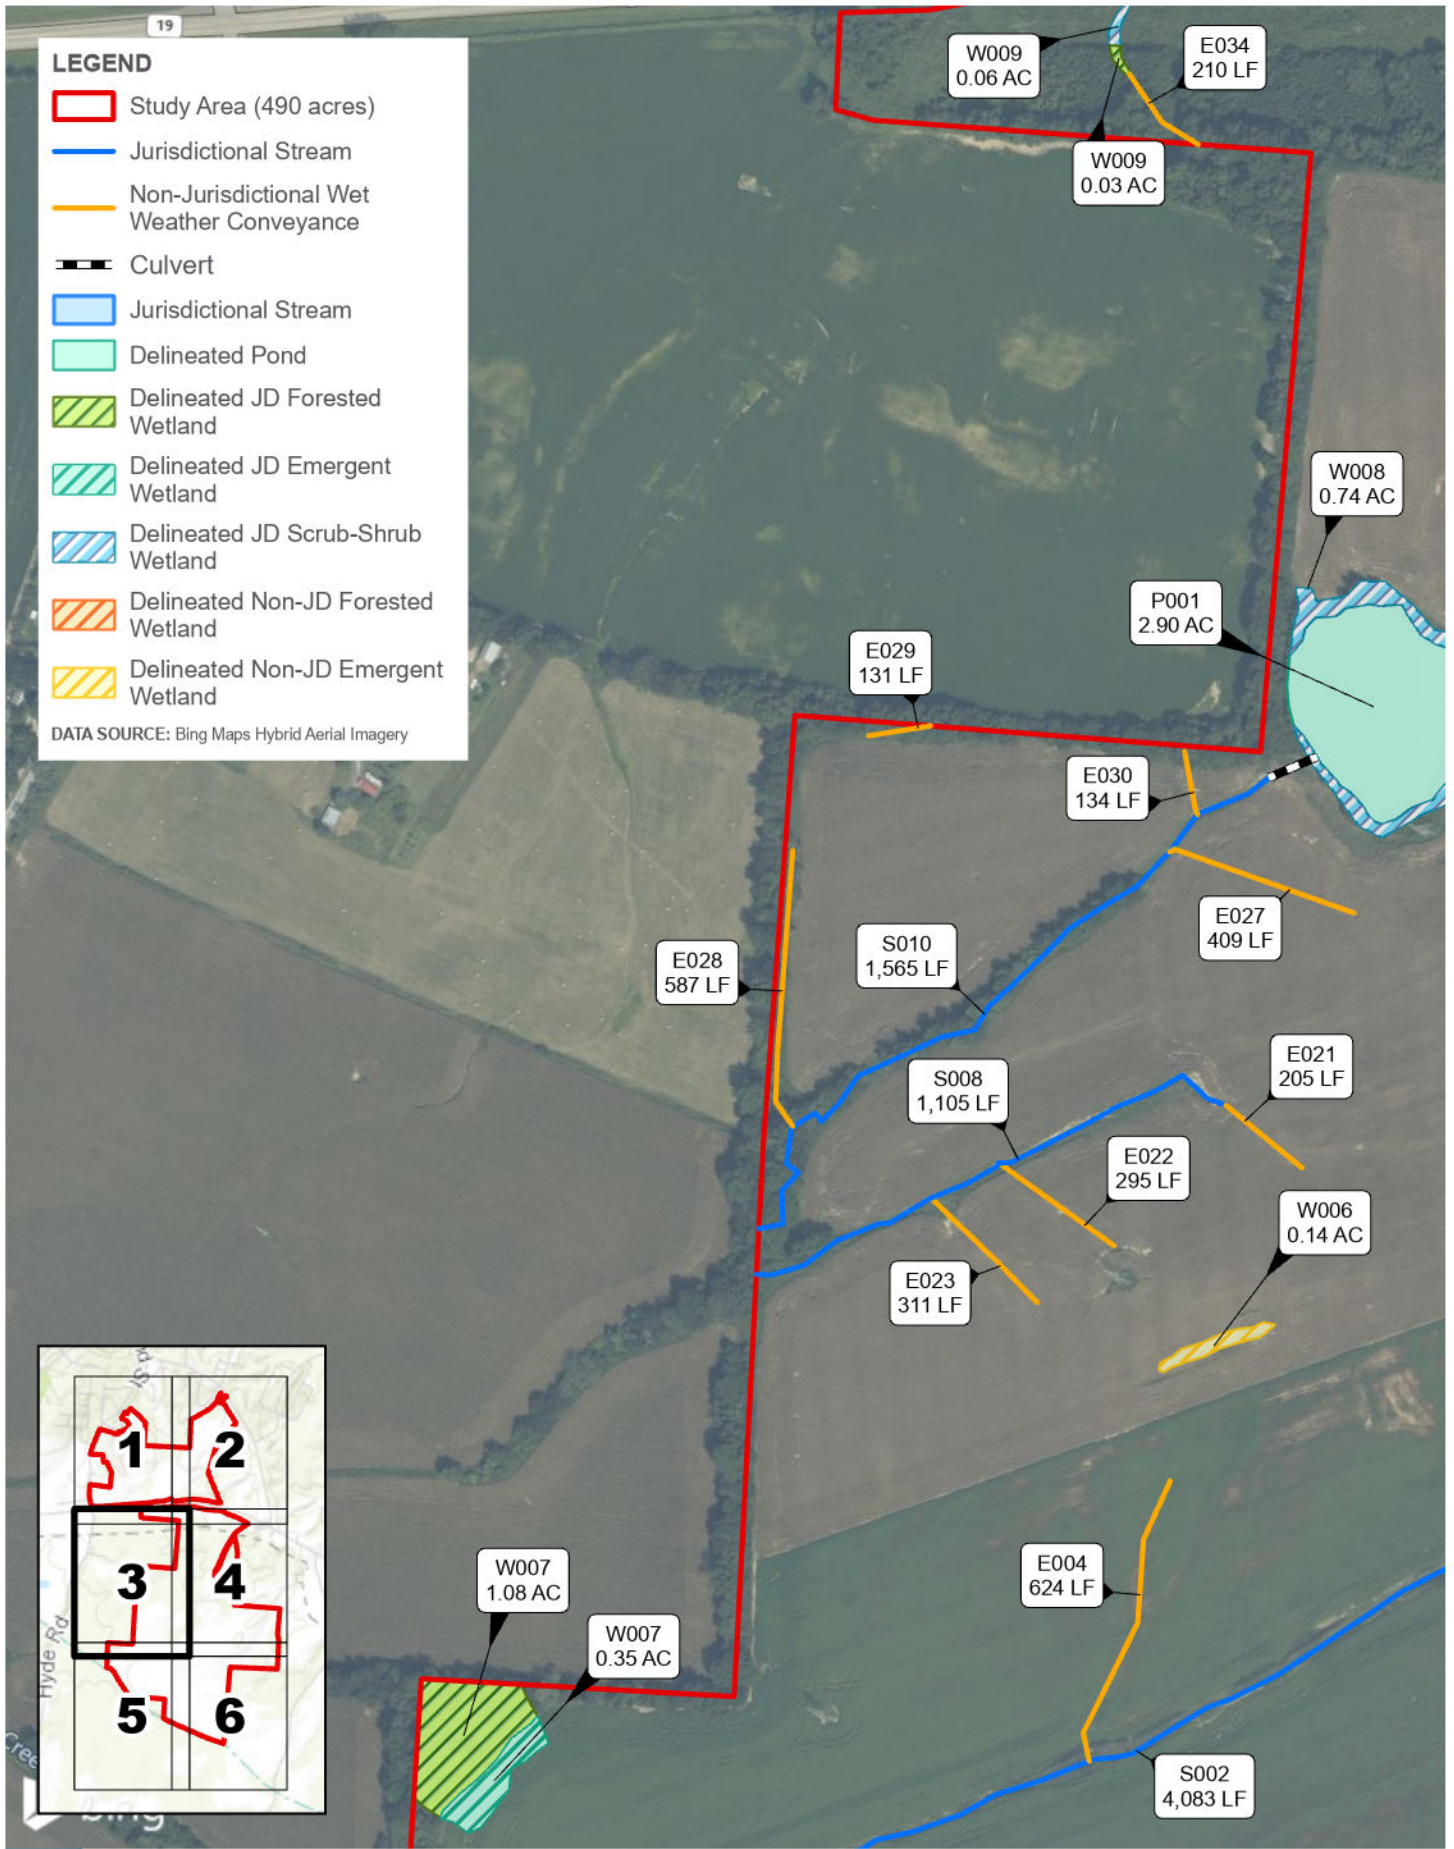 19
LEGEND
Study Area (490 acres)
Jurisdictional Stream
Non-Jurisdictional Wet
Weather Conveyance
Culvert
Jurisdictional Stream
Delineated Pond
Delineated JD Forested
Wetland
Delineated JD Emergent
Wetland
Delineated JD Scrub-Shrub
Wetland
Delineated Non-JD Forested
Wetland
Delineated Non-JD Emergent
Wetland
DATA SOURCE: Bing Maps Hybrid Aerial Imagery
W009
0.06 AC
E034
210 LF
W009
0.03 AC
W008
0.74 AC
P001
2.90 AC
E029
131 LF
E030
134 LF
E027
409 LF
S010
1,565 LF
E028
587 LF
E021
205 LF
S008
1,105 LF
E022
295 LF
W006
0.14 AC
E023
311 LF
E004
624 LF
W007
1.08 AC
W007
0.35 AC
S002
4,083 LF
1
2
3
4
5
6
Hyde Rd
bing